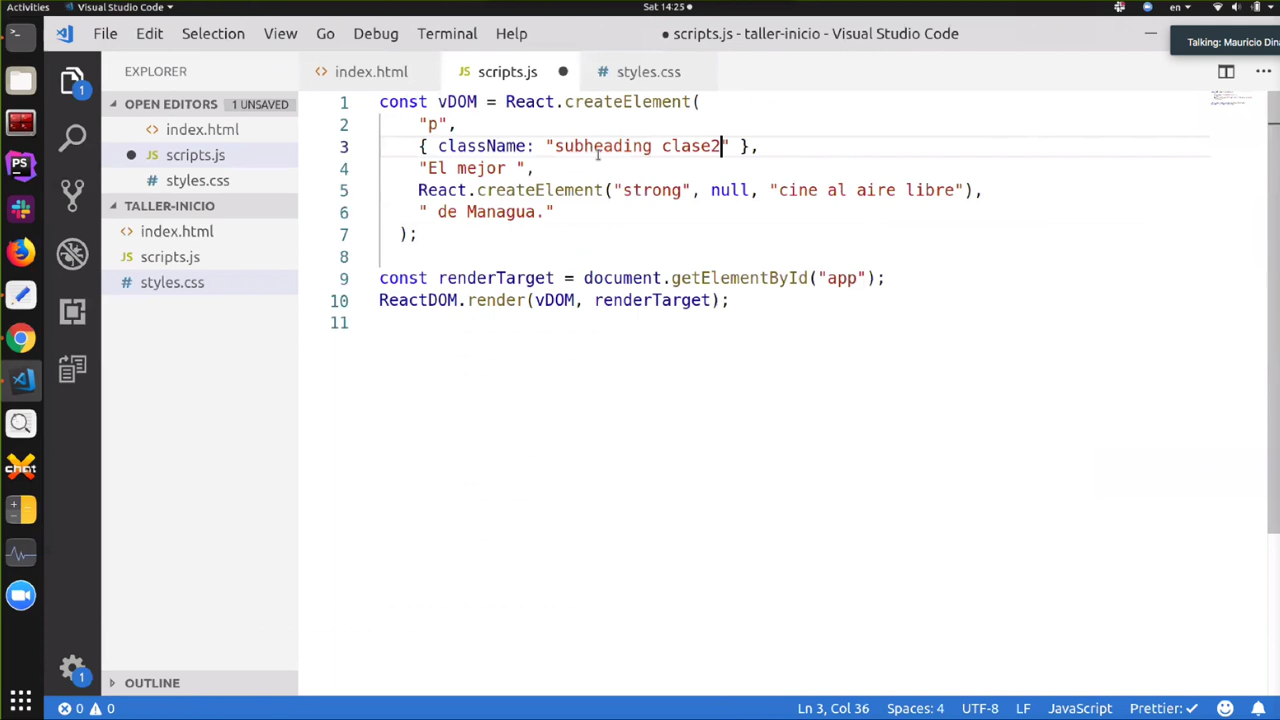 Activities
Visual Studio Code
Sat 14:25
en
File Edit Selection View Go Debug Terminal Help
● scripts.js - taller-inicio - Visual Studio Code
Talking: Mauricio Dina
EXPLORER
<> index.html
JS scripts.js
styles.css
OPEN EDITORS 1 UNSAVED
<> index.html
JS scripts.js
# styles.css
TALLER-INICIO
<> index.html
JS scripts.js
# styles.css
OUTLINE
1 const vDOM = React.createElement(
2 "p",
3 { className: "subheading clase2" },
4 "El mejor ",
5 React.createElement("strong", null, "cine al aire libre"),
6 " de Managua."
7 );
8
9 const renderTarget = document.getElementById("app");
10 ReactDOM.render(vDOM, renderTarget);
11
1
PS
chat
1
0 0
Ln 3, Col 36
Spaces: 4
UTF-8
LF
JavaScript
Prettier: ✓